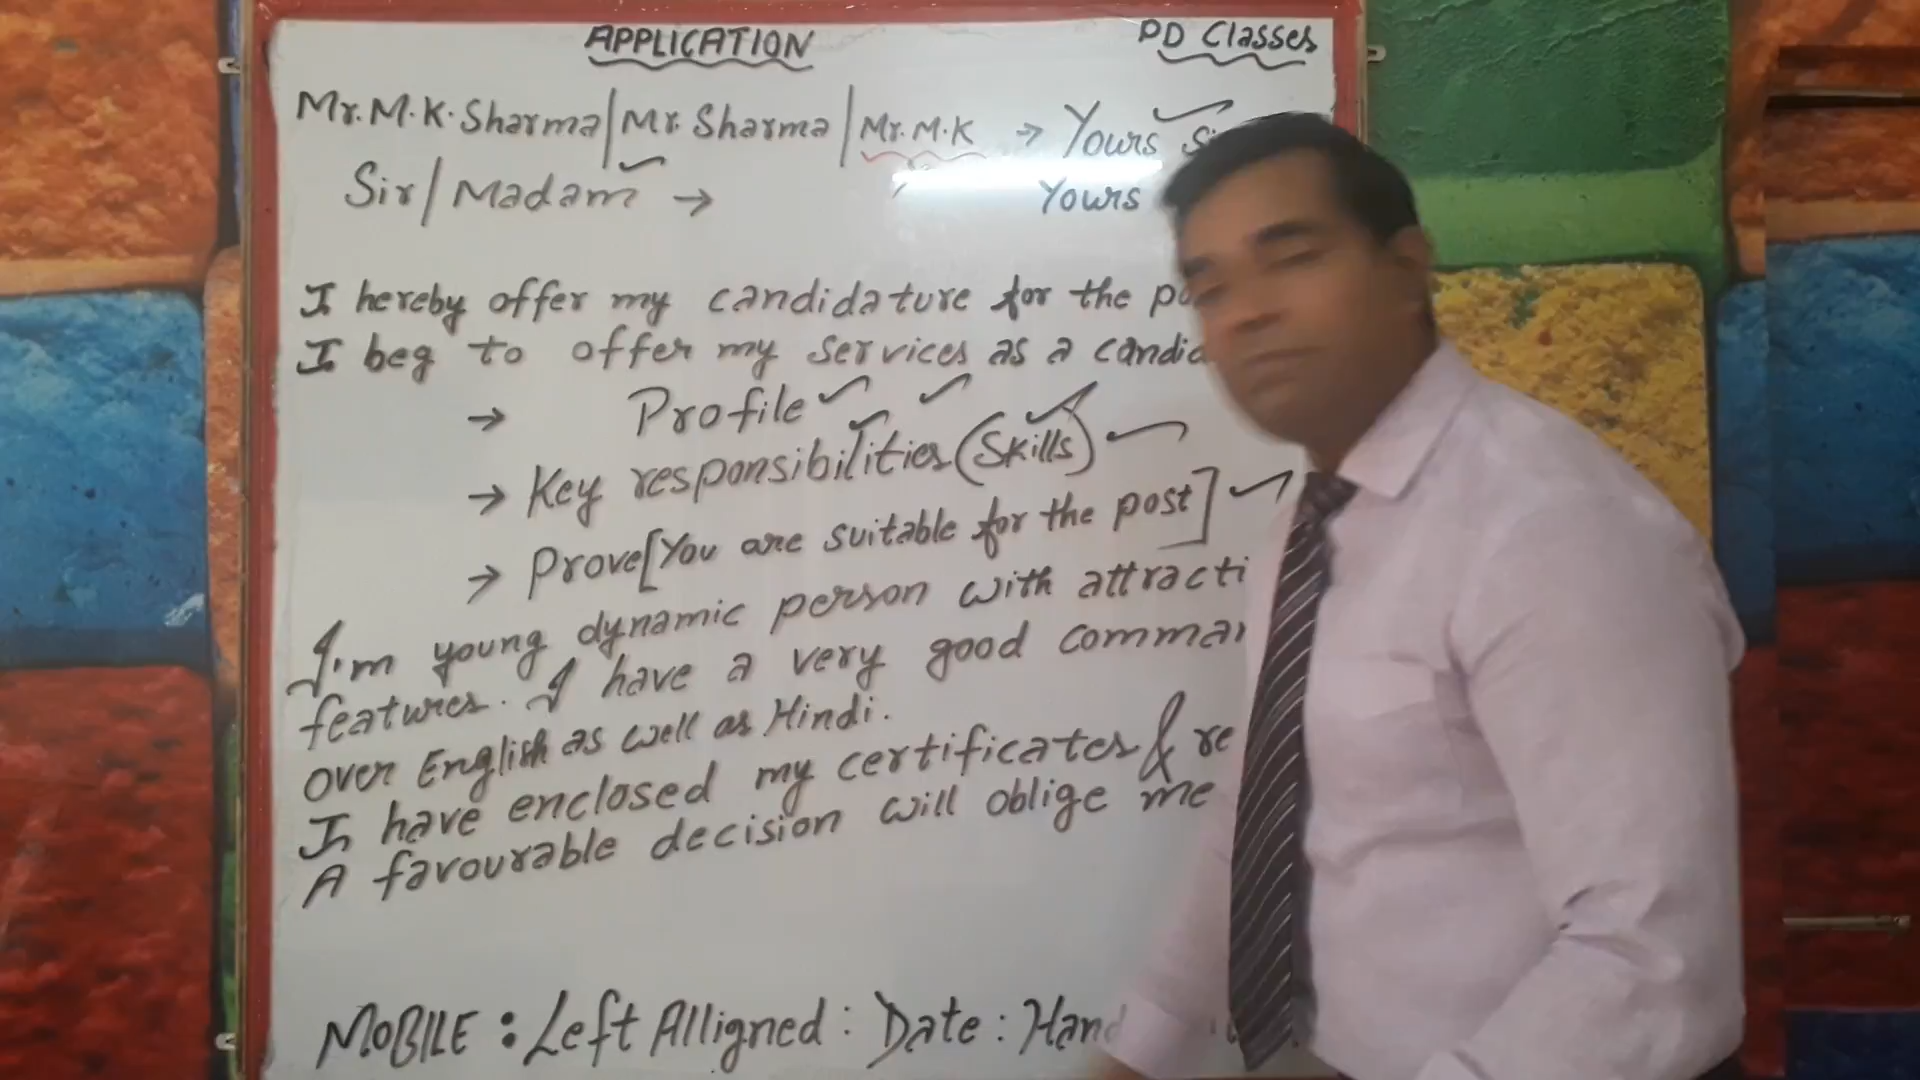 APPLICATION
PD Classes
Mr. M. K. Sharma | Mr. Sharma | Mr. M.K → Yours
Sir / Madam → Yours
I hereby offer my candidature for the
I beg to offer my services as a
→ Profile
→ Key responsibilities (Skills)
→ Prove [You are suitable for the post]
I'm young dynamic person with
features. I have a very good
over English as well as Hindi.
I have enclosed my certificates &
A favourable decision will oblige me
MOBILE : Left Alligned : Date :